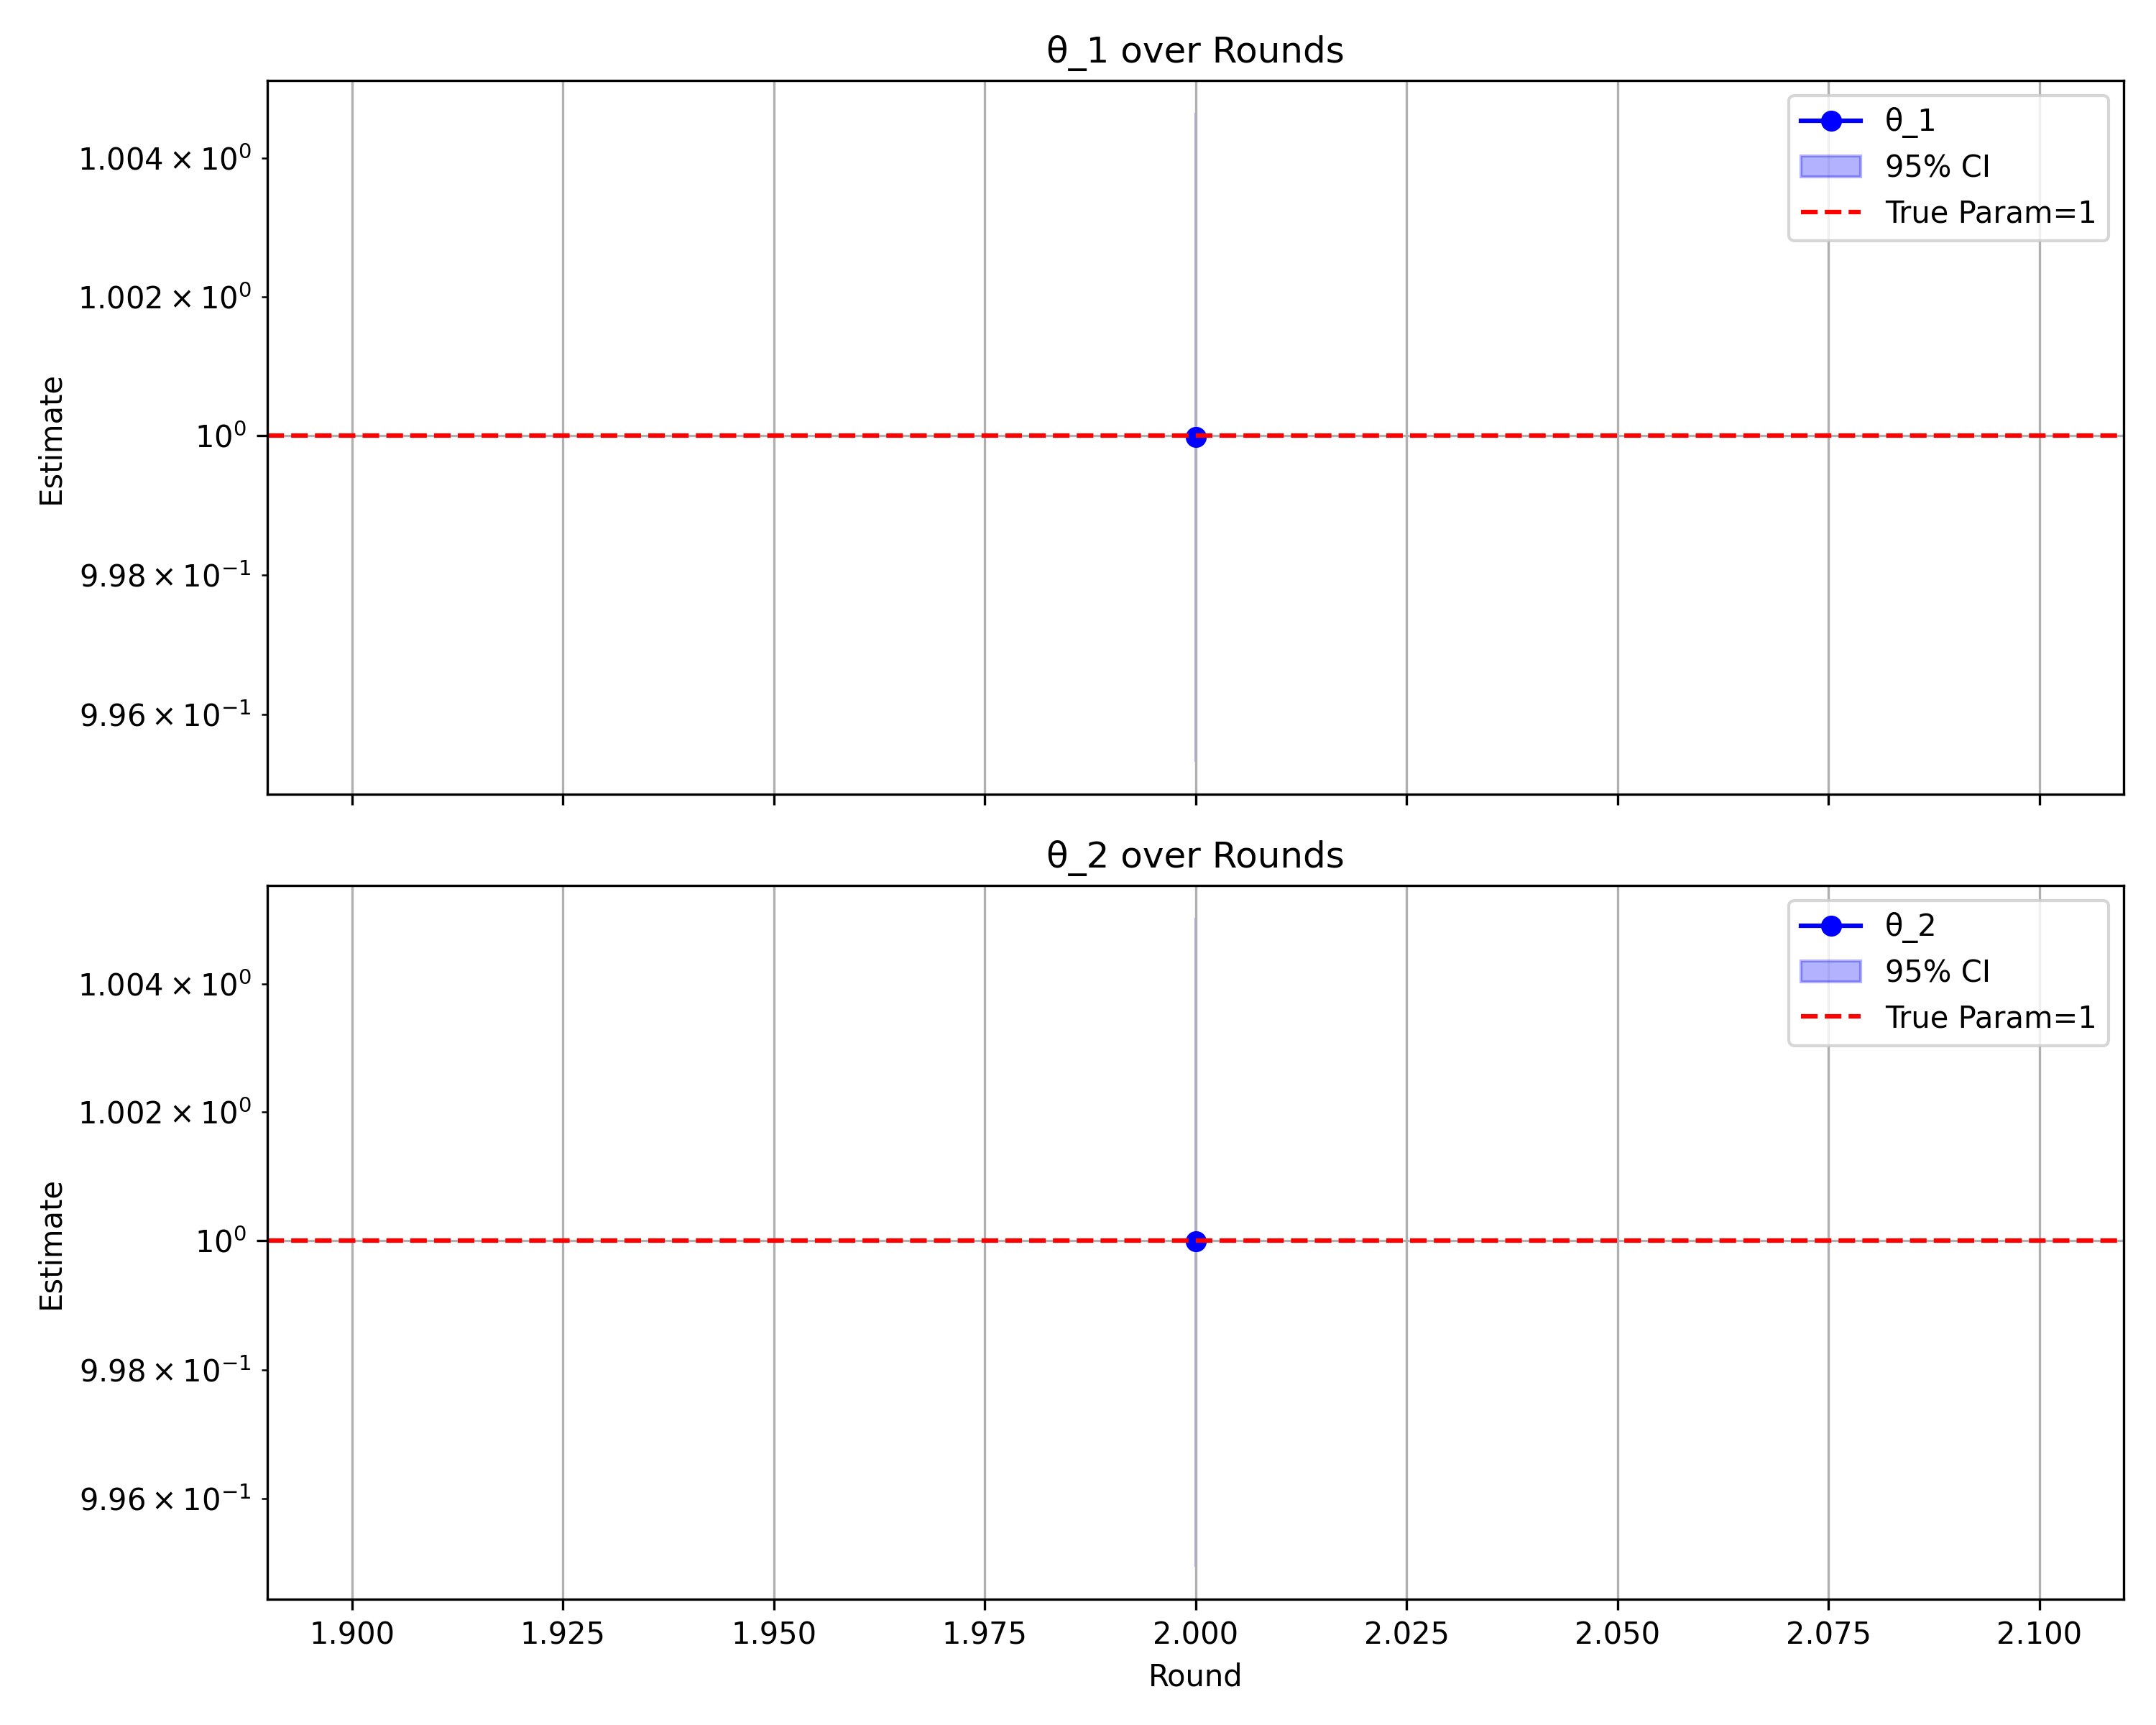 θ_1 over Rounds
θ_1
95% CI
True Param=1
1.004×10⁰
1.002×10⁰
10⁰
9.98×10⁻¹
9.96×10⁻¹
Estimate
θ_2 over Rounds
θ_2
95% CI
True Param=1
1.004×10⁰
1.002×10⁰
10⁰
9.98×10⁻¹
9.96×10⁻¹
Estimate
1.900 1.925 1.950 1.975 2.000 2.025 2.050 2.075 2.100
Round